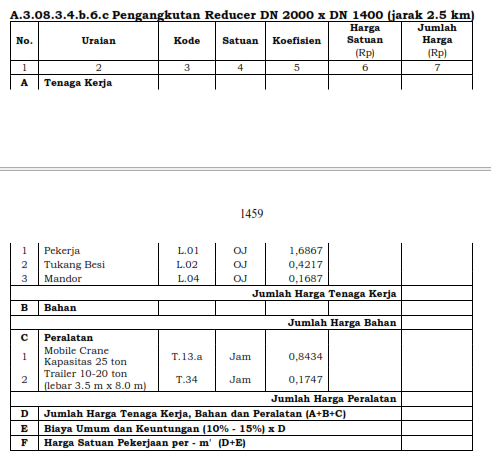 A.3.08.3.4.b.6.c Pengangkutan Reducer DN 2000 x DN 1400 (jarak 2.5 km)
No. Uraian Kode Satuan Koefisien Harga Satuan (Rp) Jumlah Harga (Rp)
1 2 3 4 5 6 7
A Tenaga Kerja
1459
1 Pekerja L.01 OJ 1,6867
2 Tukang Besi L.02 OJ 0,4217
3 Mandor L.04 OJ 0,1687
Jumlah Harga Tenaga Kerja
B Bahan
Jumlah Harga Bahan
C Peralatan
1 Mobile Crane Kapasitas 25 ton T.13.a Jam 0,8434
2 Trailer 10-20 ton (lebar 3.5 m x 8.0 m) T.34 Jam 0,1747
Jumlah Harga Peralatan
D Jumlah Harga Tenaga Kerja, Bahan dan Peralatan (A+B+C)
E Biaya Umum dan Keuntungan (10% - 15%) x D
F Harga Satuan Pekerjaan per - m' (D+E)